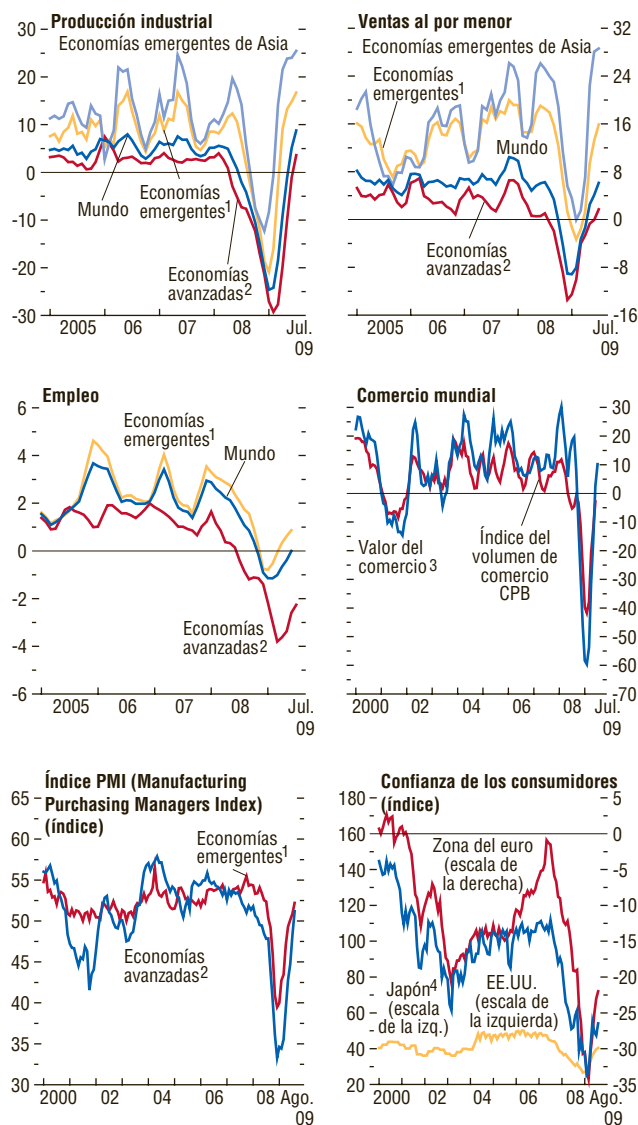 Producción industrial
Economías emergentes de Asia
30
20
10
0
-10
-20
-30
Mundo
Economías
emergentes1
Economías
avanzadas2
2005 06 07 08 Jul.
09
Ventas al por menor
Economías emergentes de Asia
Economías
emergentes1
Mundo
Economías
avanzadas2
32
24
16
8
0
-8
-16
2005 06 07 08 Jul.
09
Empleo
6
4
2
0
-2
-4
-6
Economías
emergentes1
Mundo
Economías
avanzadas2
2005 06 07 08 Jul.
09
Comercio mundial
30
20
10
0
-10
-20
-30
-40
-50
-60
-70
Valor del
comercio3
Índice del
volumen de
comercio
CPB
2000 02 04 06 08 Jul.
09
Índice PMI (Manufacturing
Purchasing Managers Index)
(índice)
65
60
55
50
45
40
35
30
Economías
emergentes1
Economías
avanzadas2
2000 02 04 06 08 Ago.
09
Confianza de los consumidores
(índice)
180
160
140
120
100
80
60
40
20
Zona del euro
(escala de
la derecha)
Japón4
(escala
de la izq.)
EE.UU.
(escala de
la izquierda)
5
0
-5
-10
-15
-20
-25
-30
-35
2000 02 04 06 08 Ago.
09